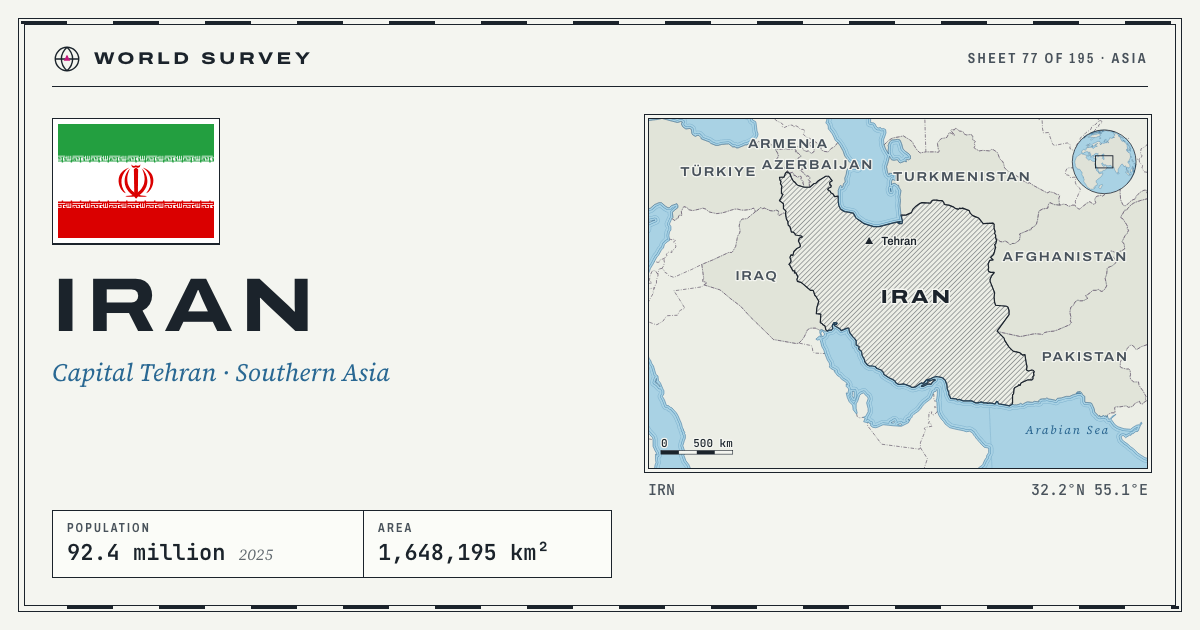 WORLD SURVEY
SHEET 77 OF 195 · ASIA
IRAN
Capital Tehran · Southern Asia
POPULATION
92.4 million 2025
AREA
1,648,195 km²
ARMENIA
TÜRKIYE
AZERBAIJAN
TURKMENISTAN
Tehran
IRAQ
AFGHANISTAN
IRAN
PAKISTAN
Arabian Sea
0 500 km
IRN
32.2°N 55.1°E